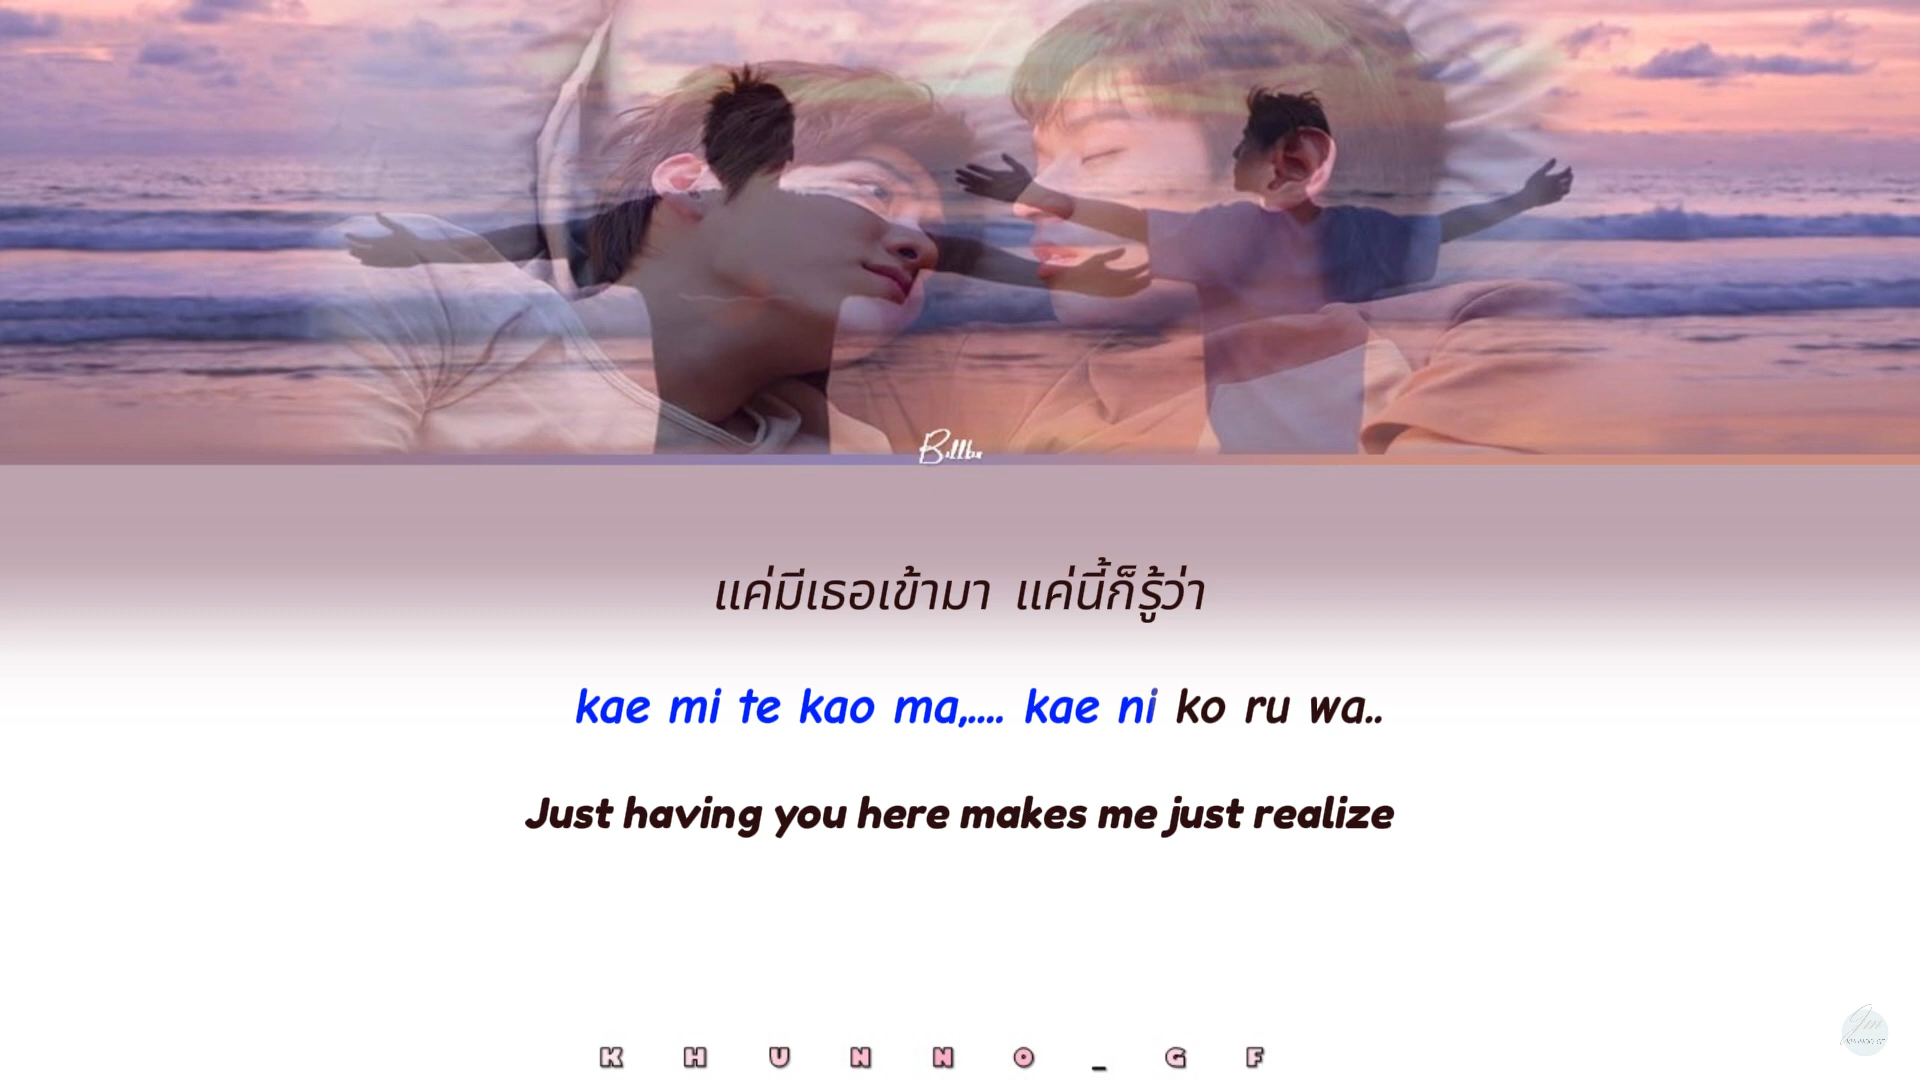 Billkin
แค่มีเธอเข้ามา แค่นี้ก็รู้ว่า
kae mi te kao ma,.... kae ni ko ru wa..
Just having you here makes me just realize
K H U N N O _ G F